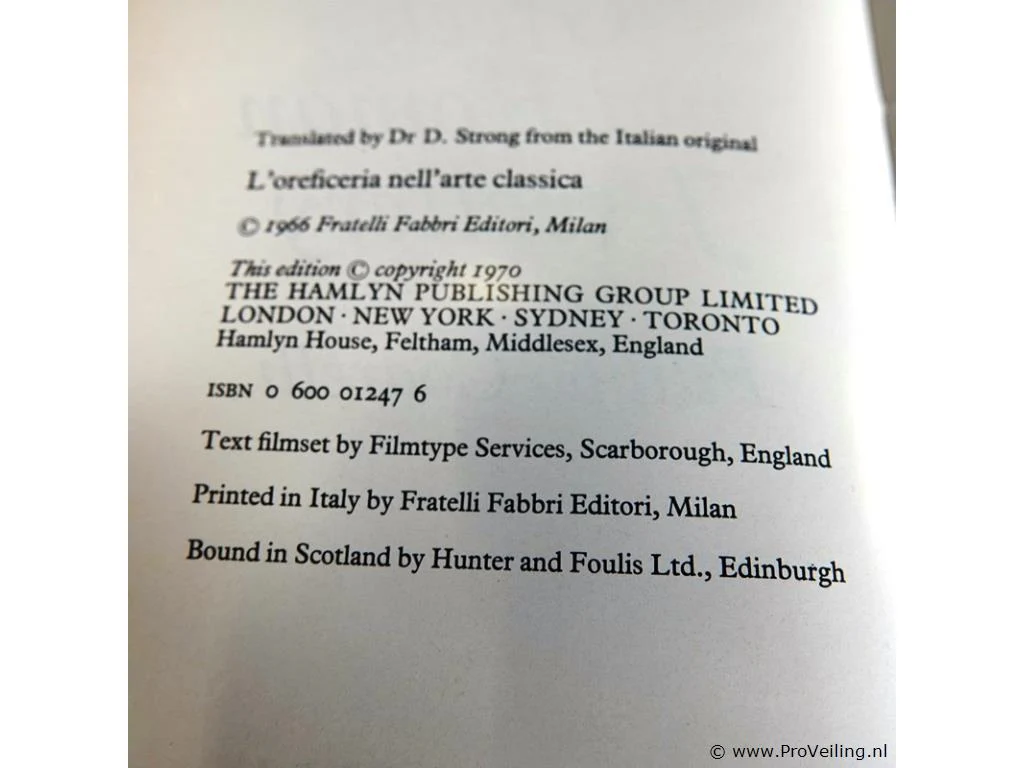 Translated by Dr D. Strong from the Italian original
L'oreficeria nell'arte classica
© 1966 Fratelli Fabbri Editori, Milan
This edition © copyright 1970
THE HAMLYN PUBLISHING GROUP LIMITED
LONDON · NEW YORK · SYDNEY · TORONTO
Hamlyn House, Feltham, Middlesex, England
ISBN 0 600 01247 6
Text filmset by Filmtype Services, Scarborough, England
Printed in Italy by Fratelli Fabbri Editori, Milan
Bound in Scotland by Hunter and Foulis Ltd., Edinburgh
© www.ProVeiling.nl